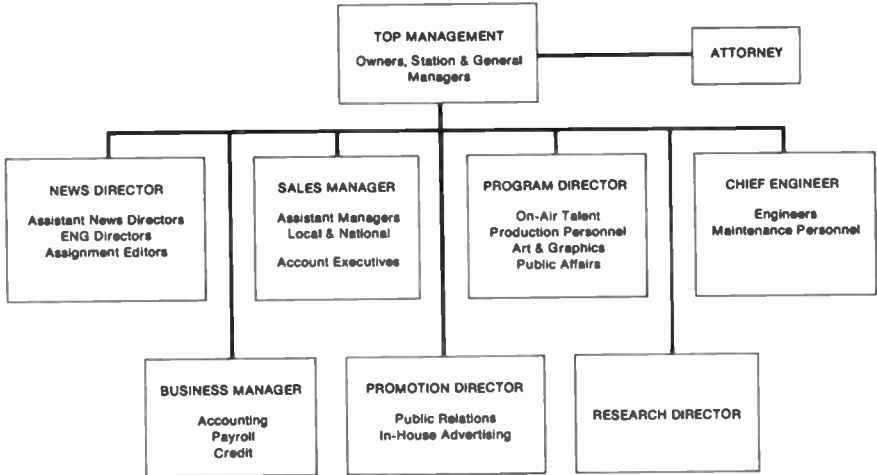 TOP MANAGEMENT
Owners, Station & General
Managers
ATTORNEY
NEWS DIRECTOR
Assistant News Directors
ENG Directors
Assignment Editors
SALES MANAGER
Assistant Managers
Local & National
Account Executives
PROGRAM DIRECTOR
On-Air Talent
Production Personnel
Art & Graphics
Public Affairs
CHIEF ENGINEER
Engineers
Maintenance Personnel
BUSINESS MANAGER
Accounting
Payroll
Credit
PROMOTION DIRECTOR
Public Relations
In-House Advertising
RESEARCH DIRECTOR